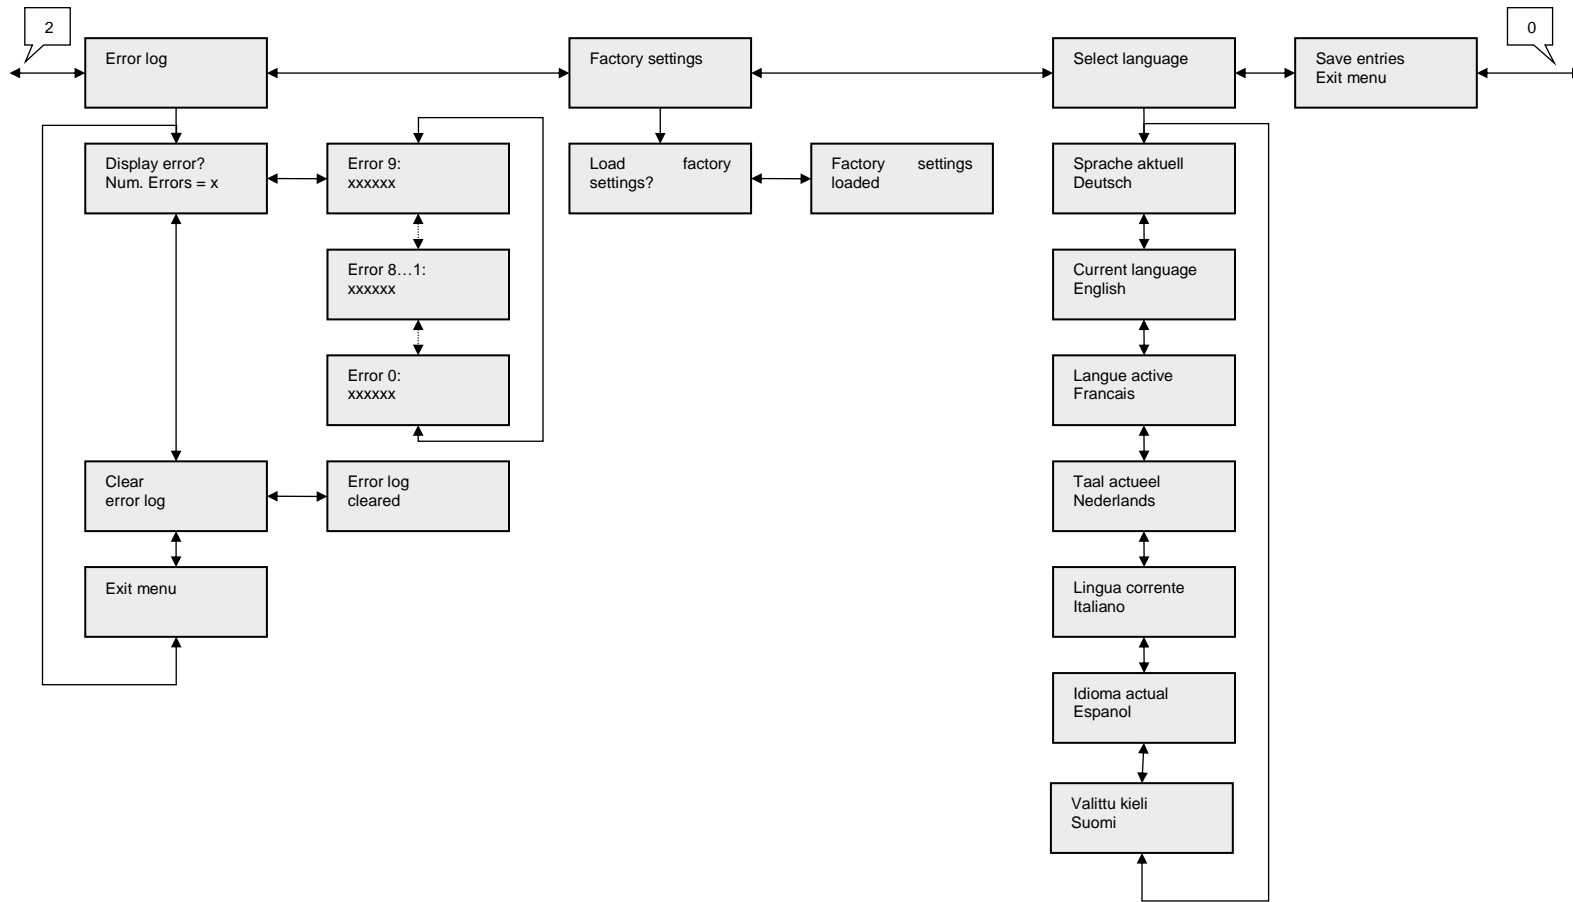 2
0
Error log
Factory settings
Select language
Save entries
Exit menu
Display error?
Num. Errors = x
Error 9:
xxxxxx
Load factory
settings?
Factory settings
loaded
Sprache aktuell
Deutsch
Error 8...1:
xxxxxx
Current language
English
Error 0:
xxxxxx
Langue active
Francais
Clear
error log
Error log
cleared
Taal actueel
Nederlands
Exit menu
Lingua corrente
Italiano
Idioma actual
Espanol
Valittu kieli
Suomi